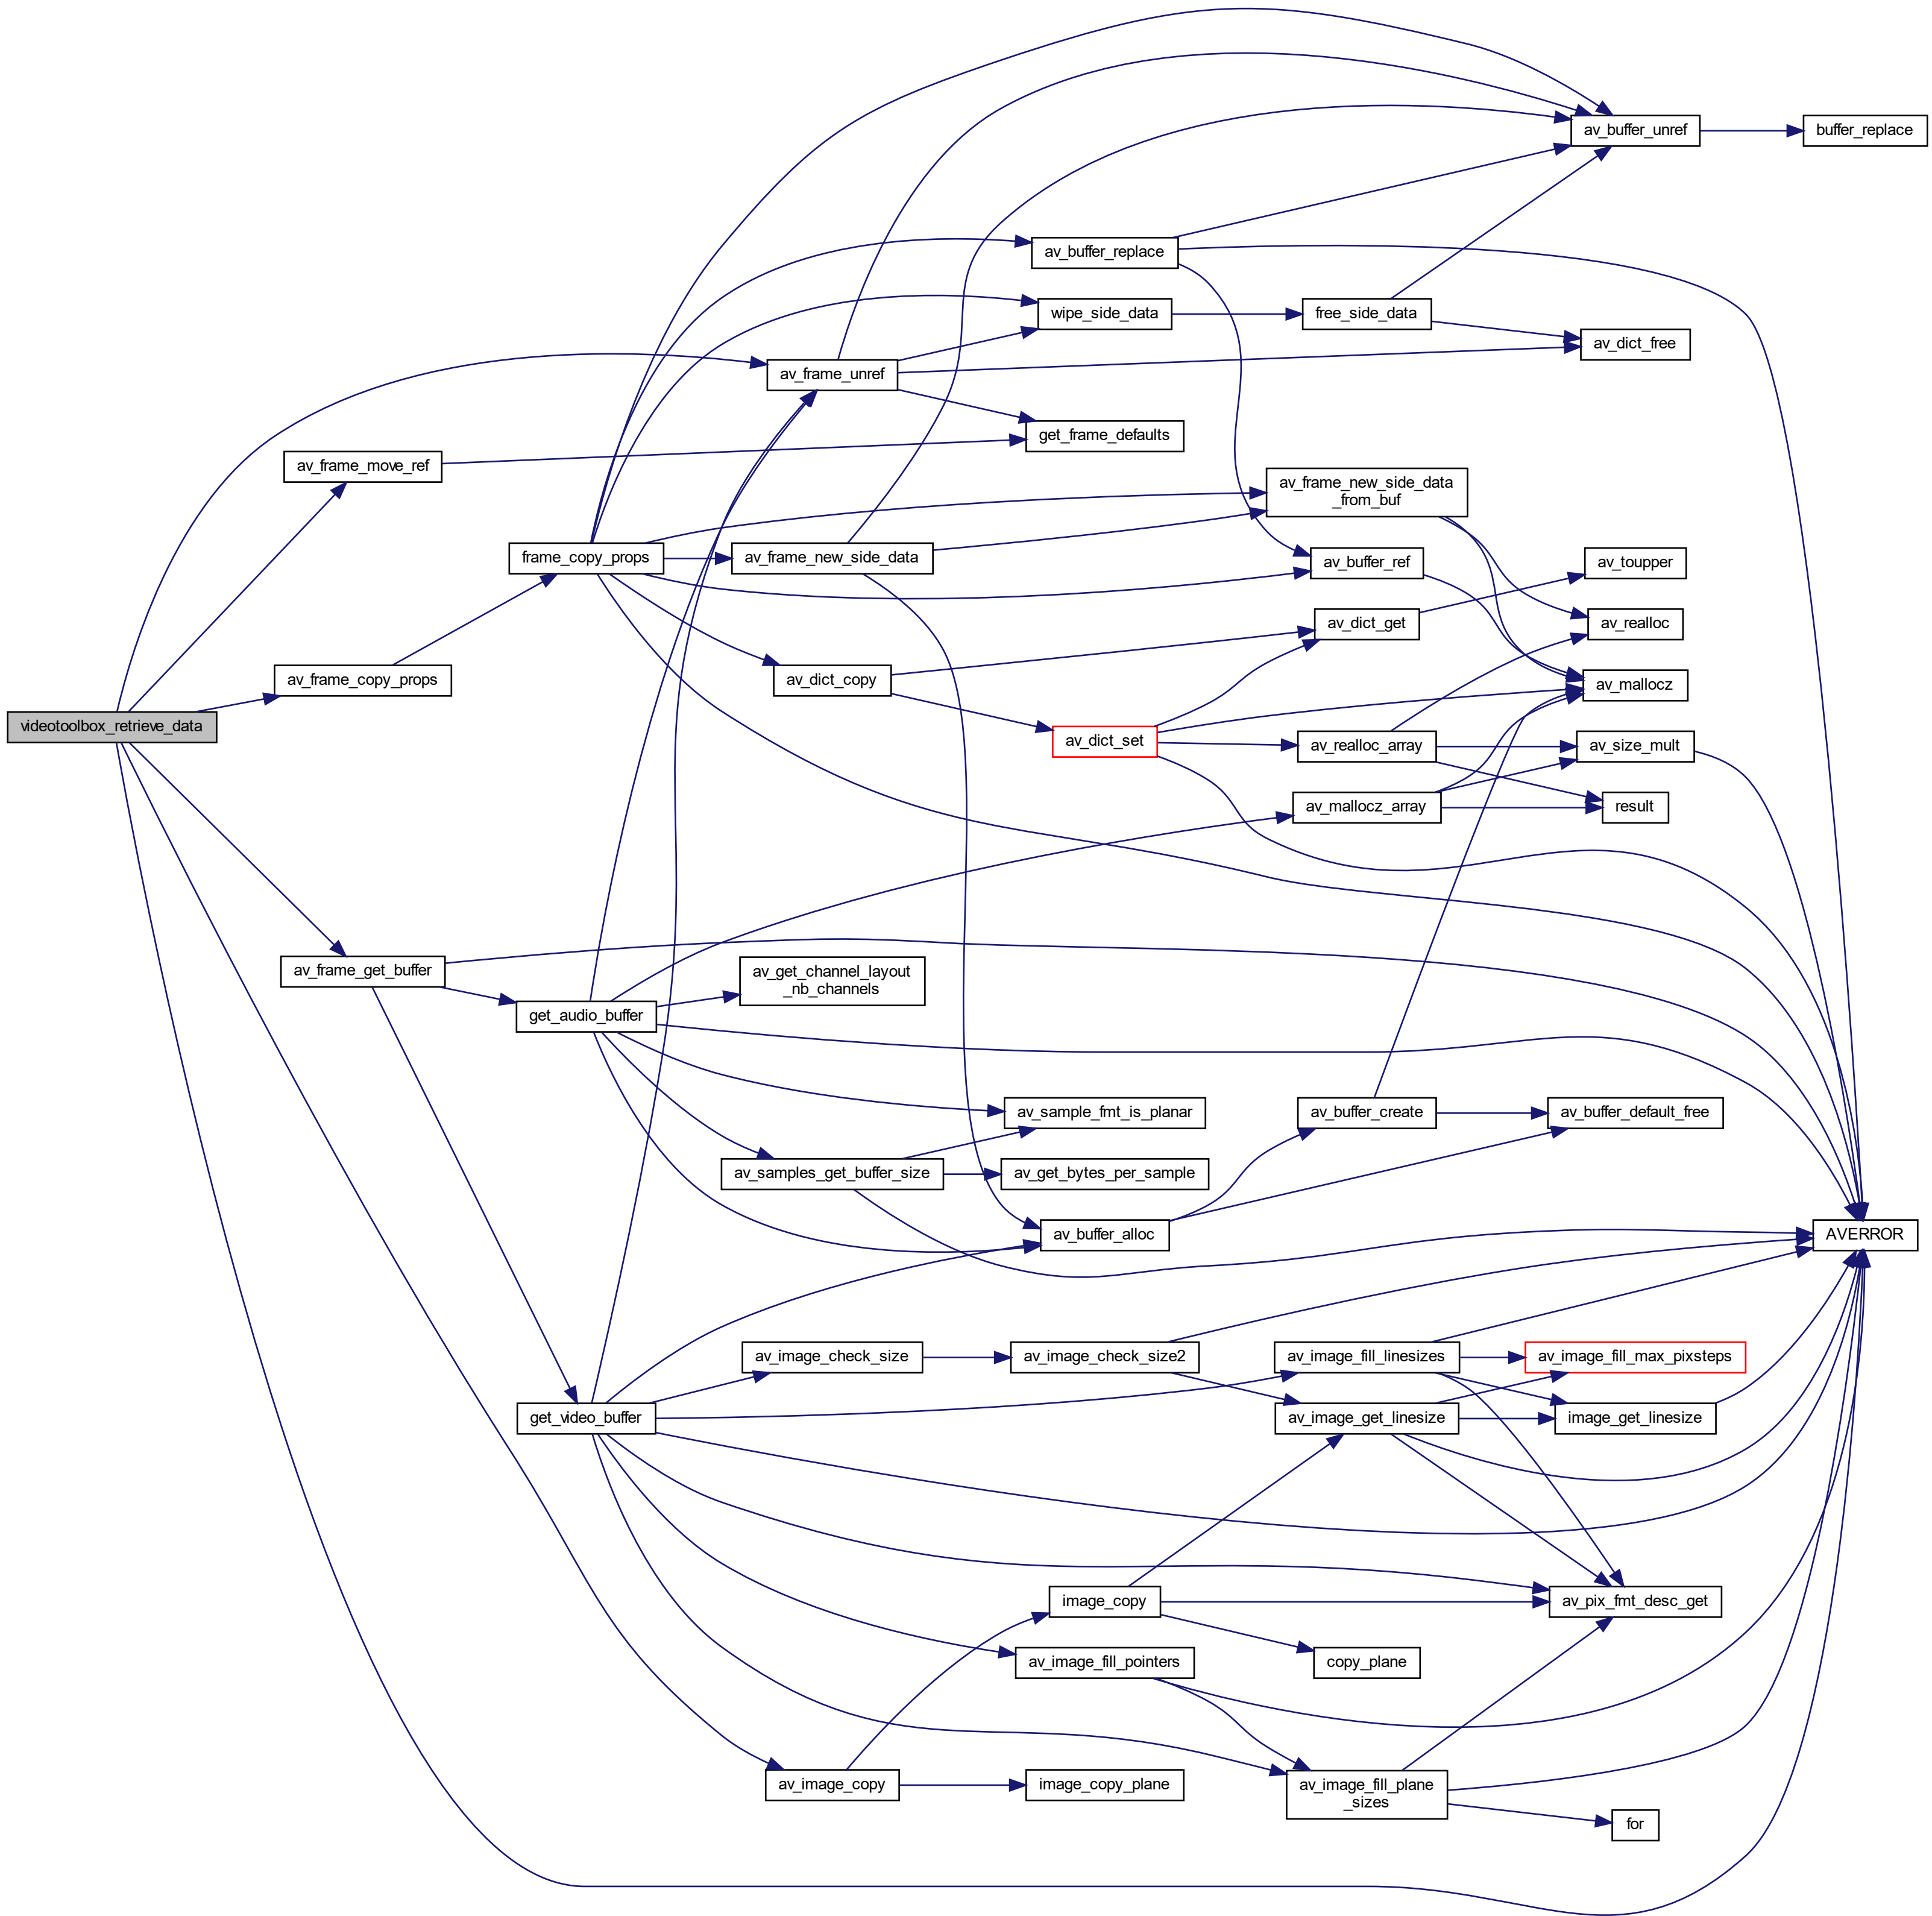 av_buffer_unref
buffer_replace
av_buffer_replace
wipe_side_data
free_side_data
av_dict_free
av_frame_unref
get_frame_defaults
av_frame_move_ref
av_frame_new_side_data
_from_buf
frame_copy_props
av_frame_new_side_data
av_buffer_ref
av_toupper
av_dict_get
av_realloc
av_frame_copy_props
av_dict_copy
av_mallocz
videotoolbox_retrieve_data
av_dict_set
av_realloc_array
av_size_mult
av_mallocz_array
result
av_frame_get_buffer
av_get_channel_layout
_nb_channels
get_audio_buffer
av_sample_fmt_is_planar
av_buffer_create
av_buffer_default_free
av_samples_get_buffer_size
av_get_bytes_per_sample
av_buffer_alloc
AVERROR
av_image_check_size
av_image_check_size2
av_image_fill_linesizes
av_image_fill_max_pixsteps
get_video_buffer
av_image_get_linesize
image_get_linesize
image_copy
av_pix_fmt_desc_get
av_image_fill_pointers
copy_plane
av_image_copy
image_copy_plane
av_image_fill_plane
_sizes
for